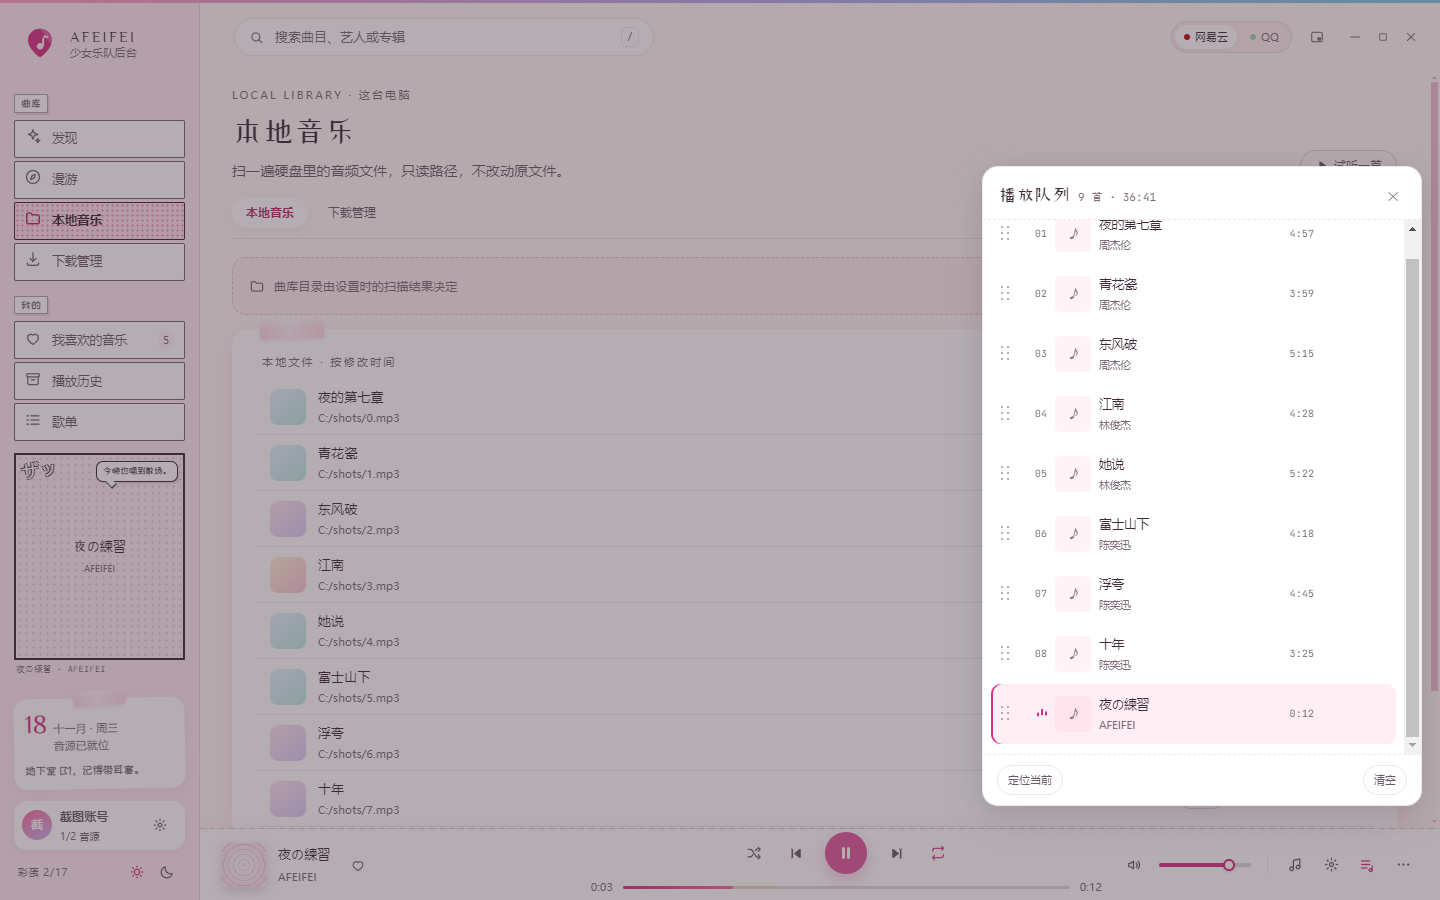 AFEIFEI
少女乐队后台
搜索曲目、艺人或专辑
/
网易云
QQ
曲库
发现
漫游
本地音乐
下载管理
我的
我喜欢的音乐
5
播放历史
歌单
ザッ
今晚也唱到散场。
夜の練習
AFEIFEI
夜の練習 · AFEIFEI
18
十一月 · 周三
音源已就位
地下室 B1，记得带耳塞。
截
截图账号
1/2 音源
彩蛋 2/17
LOCAL LIBRARY · 这台电脑
本地音乐
扫一遍硬盘里的音频文件，只读路径，不改动原文件。
试听一首
本地音乐
下载管理
曲库目录由设置时的扫描结果决定
本地文件 · 按修改时间
夜的第七章
C:/shots/0.mp3
青花瓷
C:/shots/1.mp3
东风破
C:/shots/2.mp3
江南
C:/shots/3.mp3
她说
C:/shots/4.mp3
富士山下
C:/shots/5.mp3
浮夸
C:/shots/6.mp3
十年
C:/shots/7.mp3
播放队列 9 首 · 36:41
01
夜的第七章
周杰伦
4:57
02
青花瓷
周杰伦
3:59
03
东风破
周杰伦
5:15
04
江南
林俊杰
4:28
05
她说
林俊杰
5:22
06
富士山下
陈奕迅
4:18
07
浮夸
陈奕迅
4:45
08
十年
陈奕迅
3:25
夜の練習
AFEIFEI
0:12
定位当前
清空
夜の練習
AFEIFEI
0:03
0:12